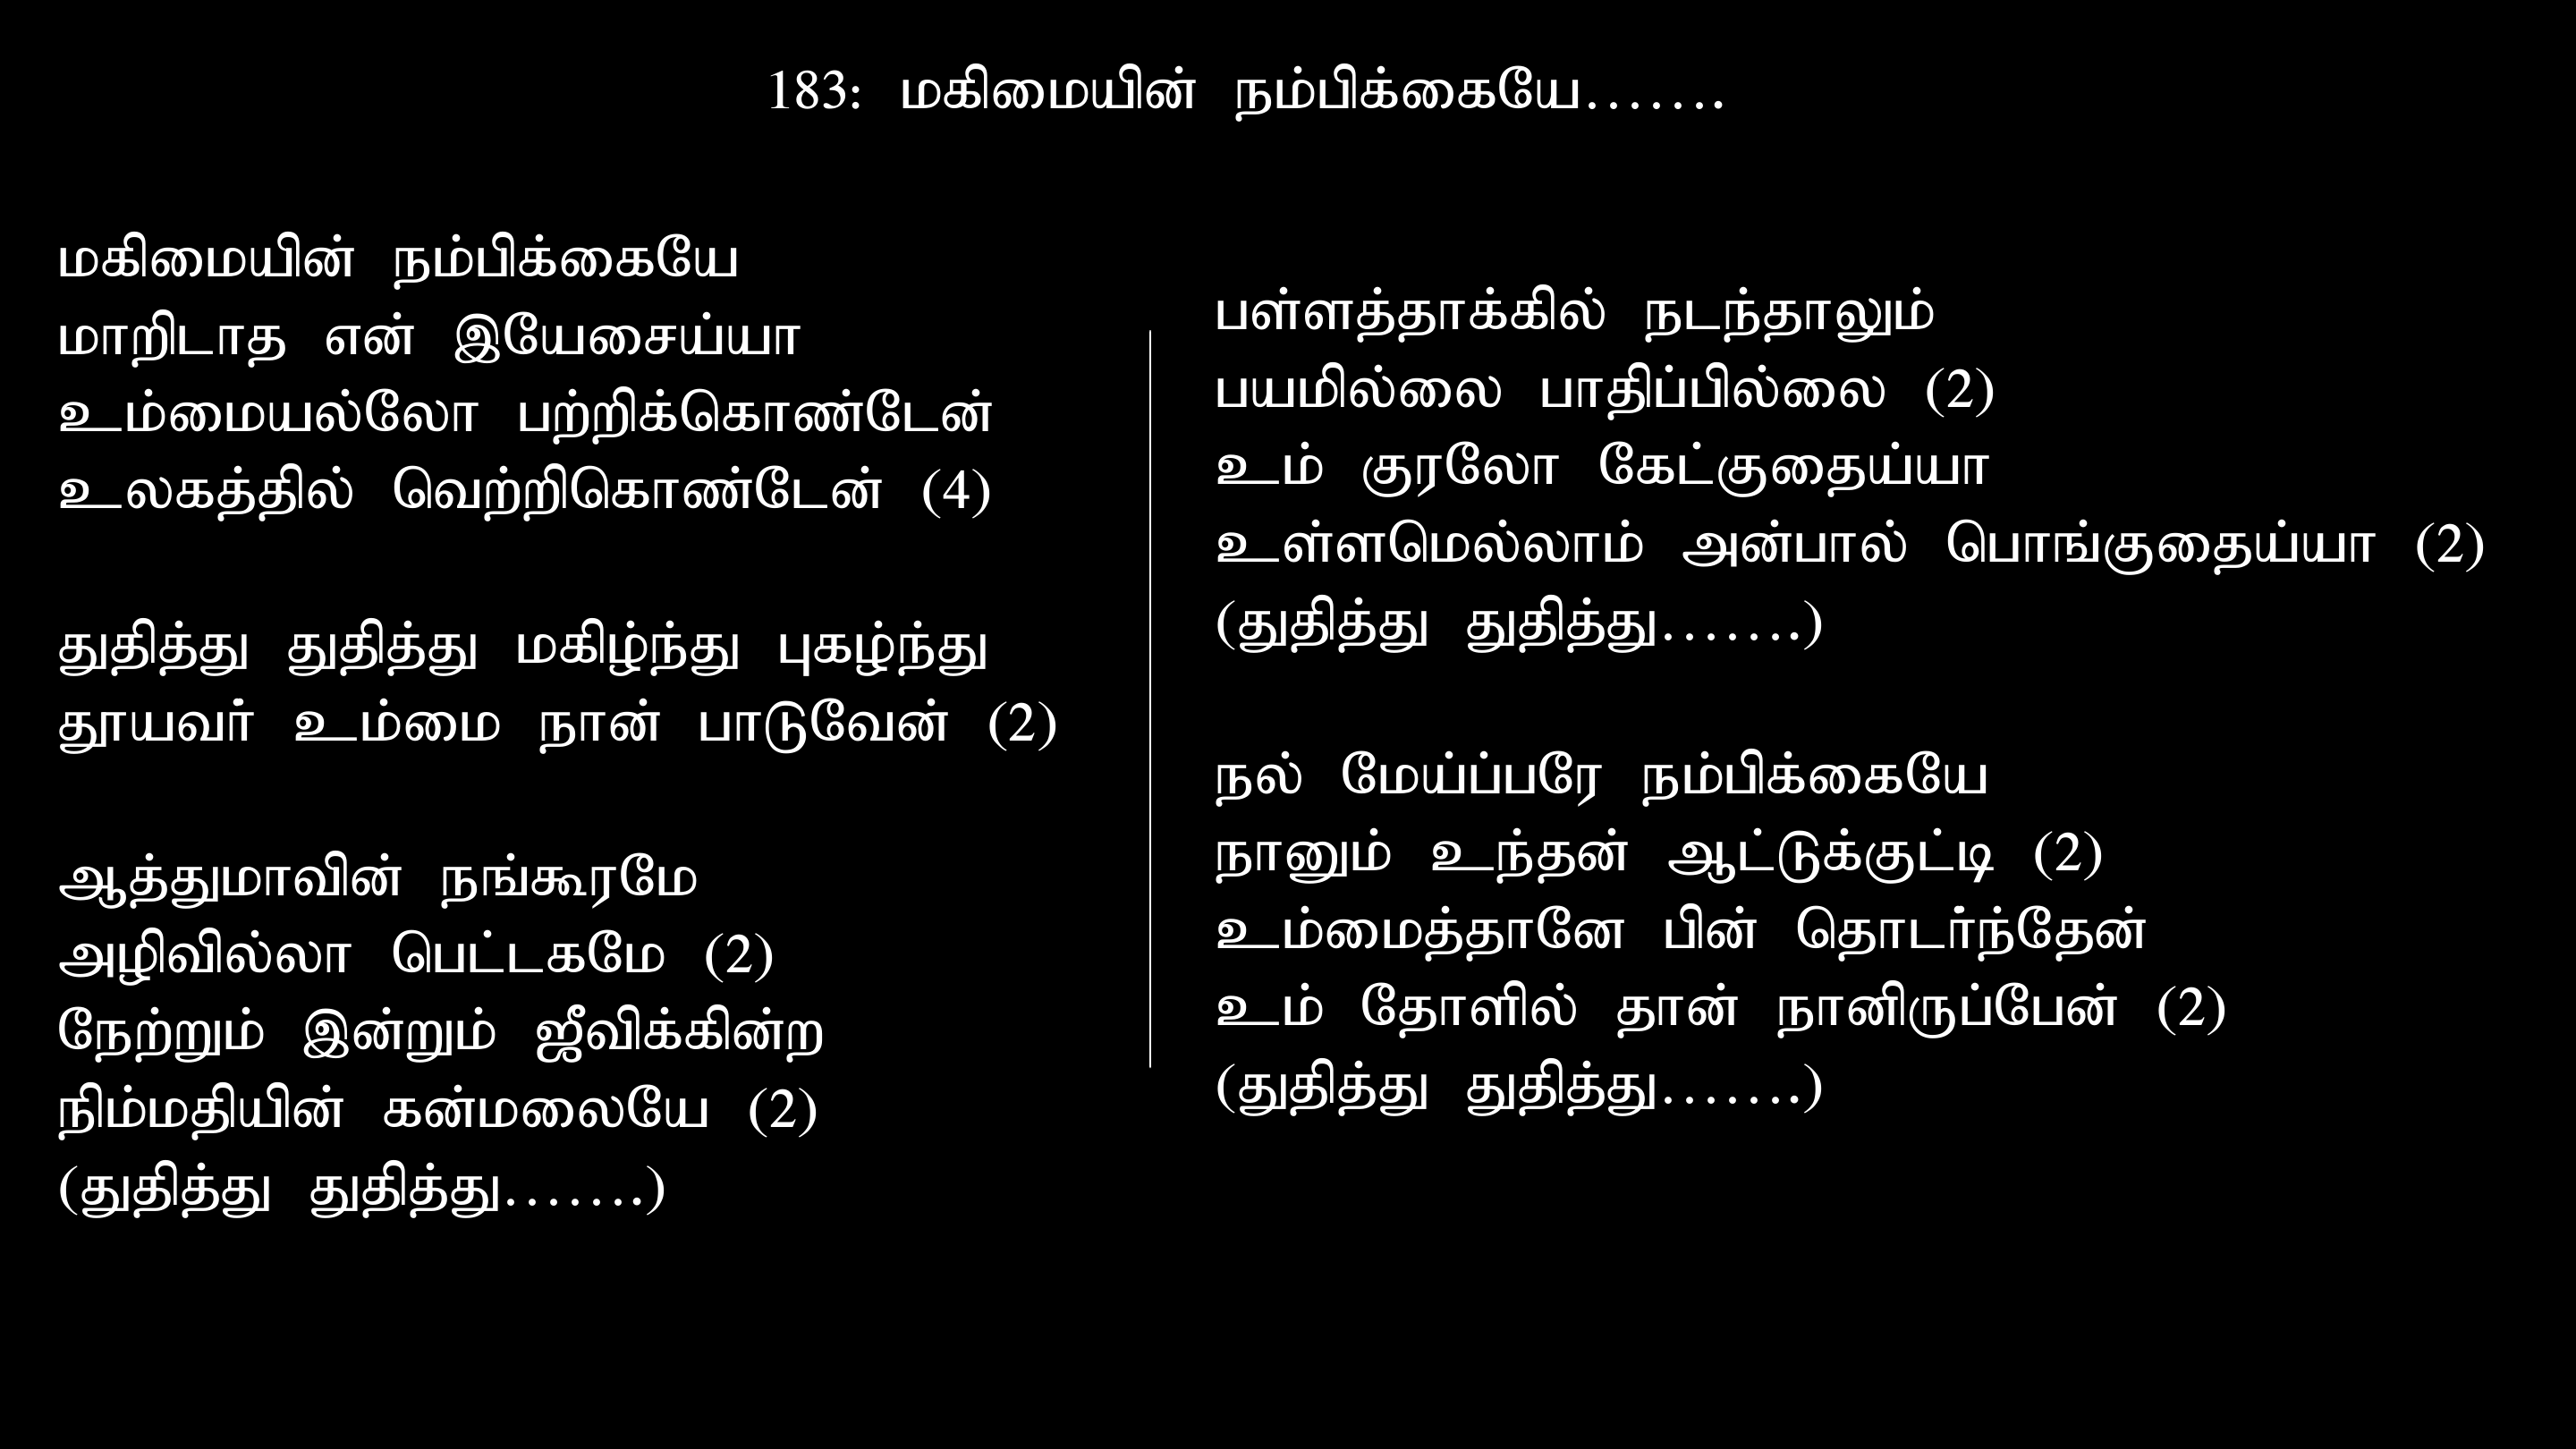 183: மகிமையின் நம்பிக்கையே.......
மகிமையின் நம்பிக்கையே
மாறிடாத என் இயேசைய்யா
உம்மையல்லோ பற்றிக்கொண்டேன்
உலகத்தில் வெற்றிகொண்டேன் (4)
துதித்து துதித்து மகிழ்ந்து புகழ்ந்து
தூயவர் உம்மை நான் பாடுவேன் (2)
ஆத்துமாவின் நங்கூரமே
அழிவில்லா பெட்டகமே (2)
நேற்றும் இன்றும் ஜீவிக்கின்ற
நிம்மதியின் கன்மலையே (2)
(துதித்து துதித்து.......)
பள்ளத்தாக்கில் நடந்தாலும்
பயமில்லை பாதிப்பில்லை (2)
உம் குரலோ கேட்குதைய்யா
உள்ளமெல்லாம் அன்பால் பொங்குதைய்யா (2)
(துதித்து துதித்து.......)
நல் மேய்ப்பரே நம்பிக்கையே
நானும் உந்தன் ஆட்டுக்குட்டி (2)
உம்மைத்தானே பின் தொடர்ந்தேன்
உம் தோளில் தான் நானிருப்பேன் (2)
(துதித்து துதித்து.......)